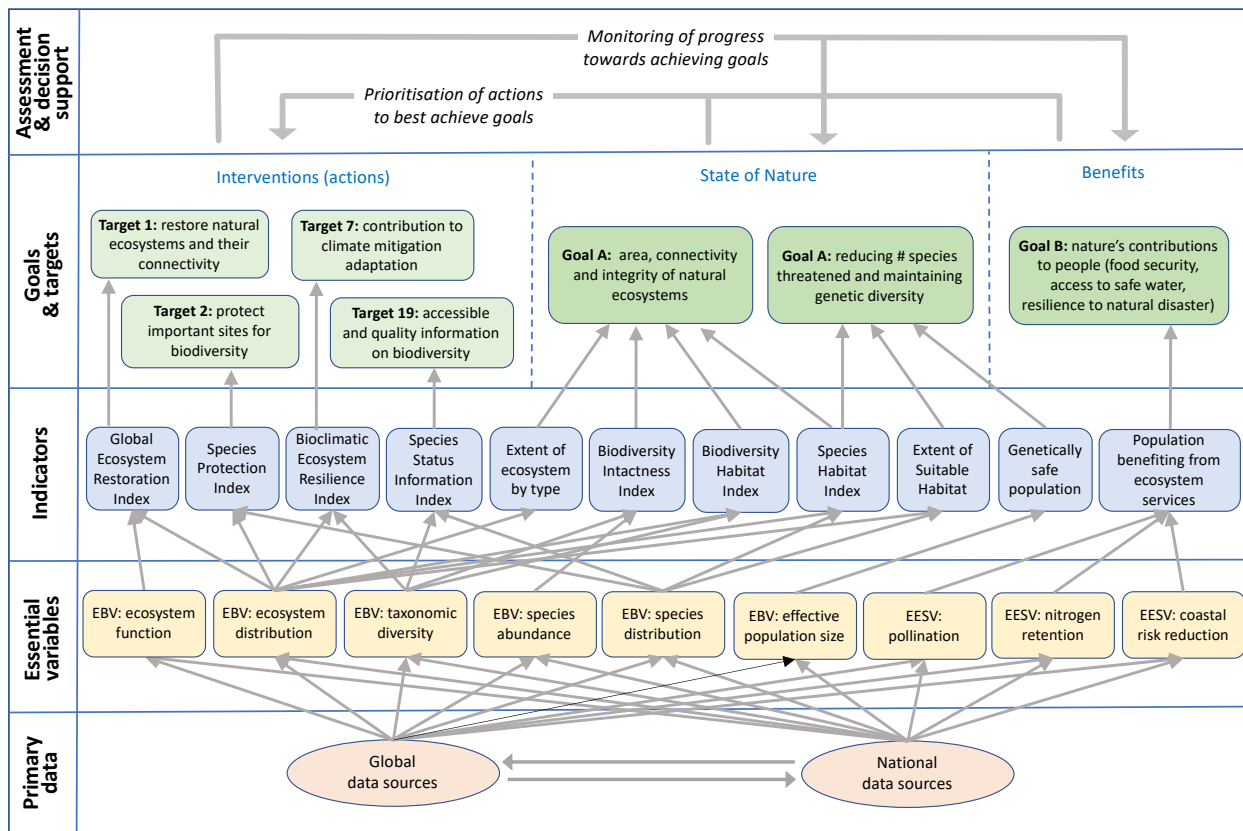 Assessment
& decision
support
Monitoring of progress
towards achieving goals
Prioritisation of actions
to best achieve goals
Goals
& targets
Interventions (actions)
State of Nature
Benefits
Target 1: restore natural
ecosystems and their
connectivity
Target 7: contribution to
climate mitigation
adaptation
Target 2: protect
important sites for
biodiversity
Target 19: accessible
and quality information
on biodiversity
Goal A: area, connectivity
and integrity of natural
ecosystems
Goal A: reducing # species
threatened and maintaining
genetic diversity
Goal B: nature's contributions
to people (food security,
access to safe water,
resilience to natural disaster)
Indicators
Global
Ecosystem
Restoration
Index
Species
Protection
Index
Bioclimatic
Ecosystem
Resilience Index
Species
Status
Information
Index
Extent of
ecosystem
by type
Biodiversity
Intactness
Index
Biodiversity
Habitat Index
Species
Habitat Index
Extent of
Suitable
Habitat
Genetically
safe
population
Population
benefiting from
ecosystem
services
Essential
variables
EBV: ecosystem
function
EBV: ecosystem
distribution
EBV: taxonomic
diversity
EBV: species
abundance
EBV: species
distribution
EBV: effective
population size
EESV:
pollination
EESV: nitrogen
retention
EESV: coastal
risk reduction
Primary
data
Global
data sources
National
data sources